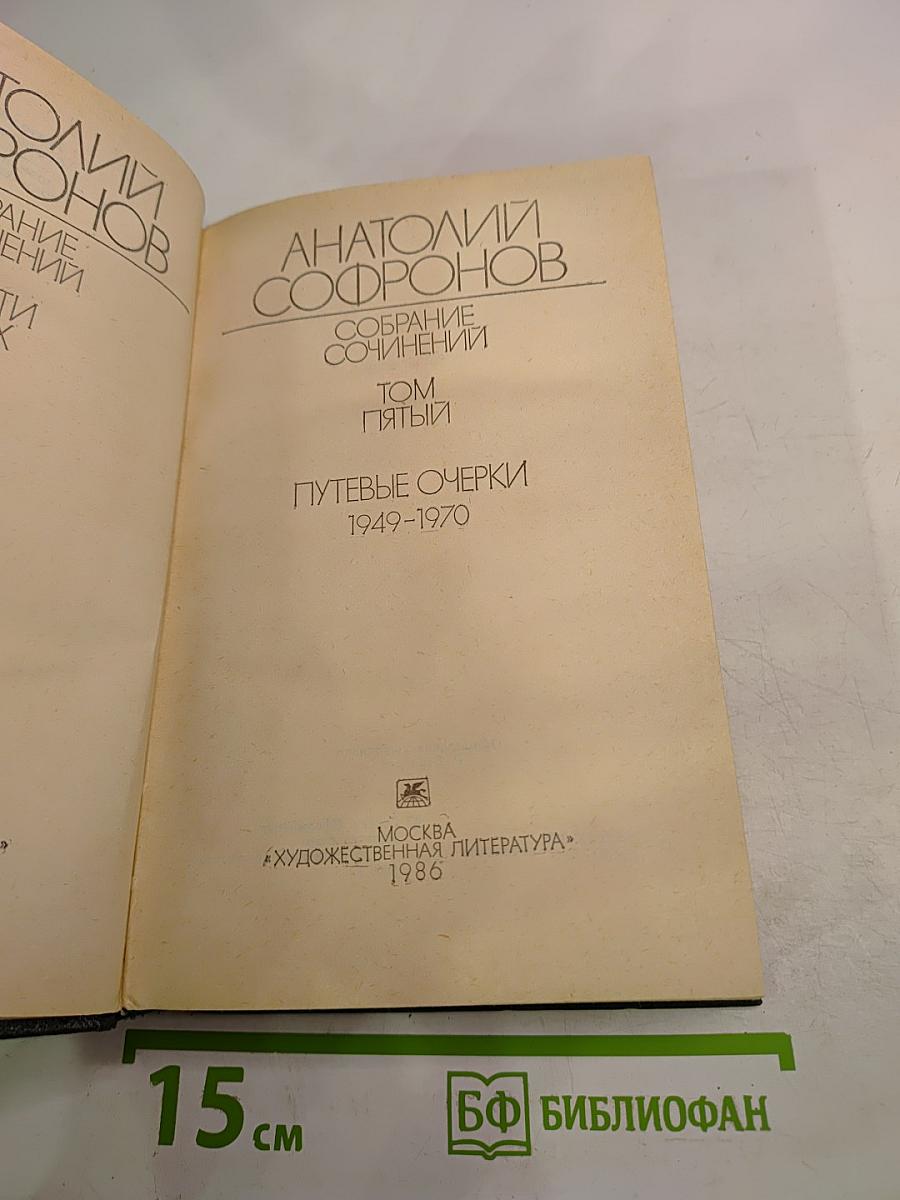 АНАТОЛИЙ
СОФРОНОВ
СОБРАНИЕ
СОЧИНЕНИЙ
ТОМ
ПЯТЫЙ
ПУТЕВЫЕ ОЧЕРКИ
1949-1970
МОСКВА
«ХУДОЖЕСТВЕННАЯ ЛИТЕРАТУРА»
1986
15 см
БФ БИБЛИОФАН